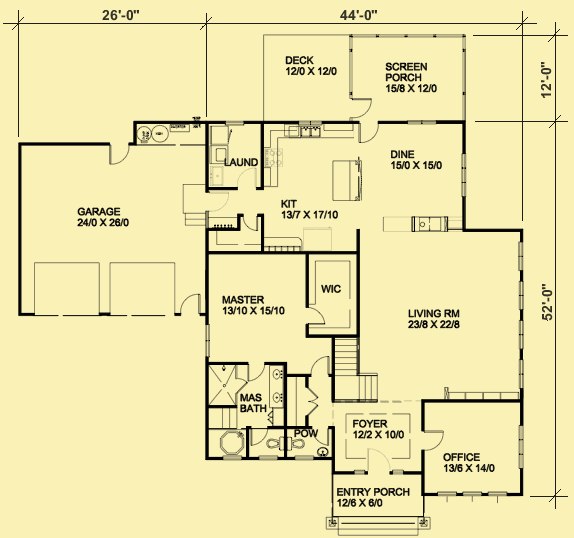 26'-0"
44'-0"
DECK
12/0 X 12/0
SCREEN
PORCH
15/8 X 12/0
12'-0"
LAUND
DINE
15/0 X 15/0
GARAGE
24/0 X 26/0
KIT
13/7 X 17/10
WIC
MASTER
13/10 X 15/10
LIVING RM
23/8 X 22/8
52'-0"
MAS
BATH
POW
FOYER
12/2 X 10/0
OFFICE
13/6 X 14/0
ENTRY PORCH
12/6 X 6/0